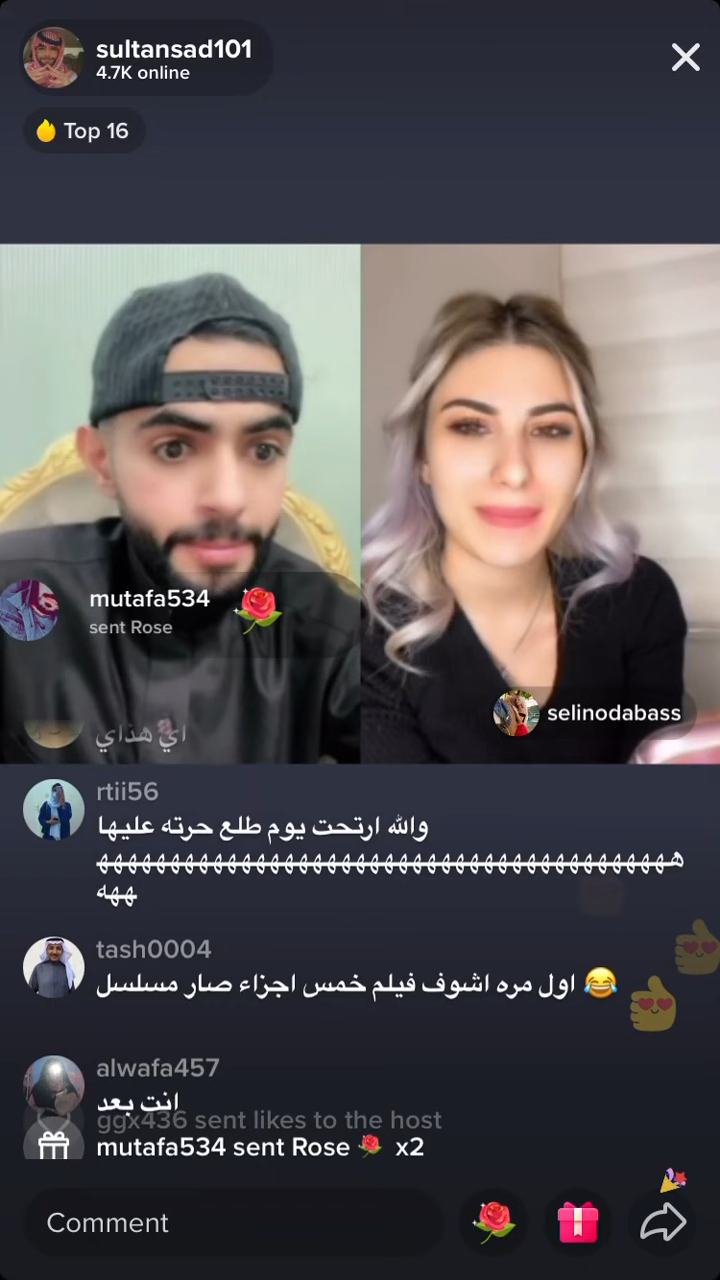 sultansad101
4.7K online
Top 16
mutafa534
sent Rose
selinodabass
اي هذاي
rtii56
والله ارتحت يوم طلع حرته عليها
ههههههههههههههههههههههههههههههههههههههههه
ههه
tash0004
اول مره اشوف فيلم خمس اجزاء صار مسلسل 😂
alwafa457
انت بعد
ggx436 sent likes to the host
mutafa534 sent Rose 🌹 x2
Comment